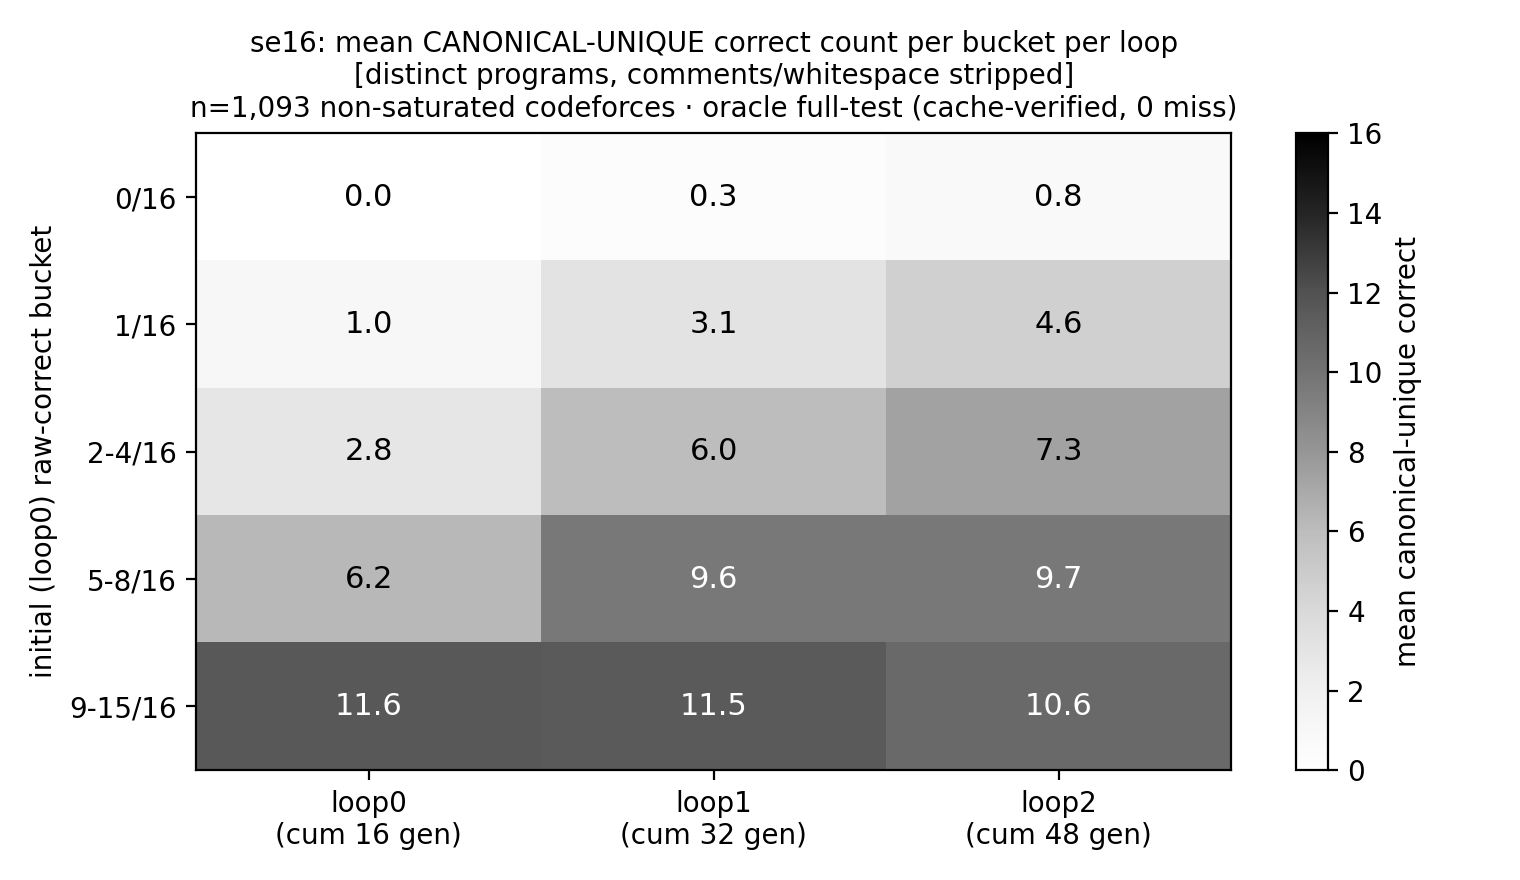 se16: mean CANONICAL-UNIQUE correct count per bucket per loop
[distinct programs, comments/whitespace stripped]
n=1,093 non-saturated codeforces · oracle full-test (cache-verified, 0 miss)
initial (loop0) raw-correct bucket
0/16
0.0
0.3
0.8
1/16
1.0
3.1
4.6
2-4/16
2.8
6.0
7.3
5-8/16
6.2
9.6
9.7
9-15/16
11.6
11.5
10.6
loop0
(cum 16 gen)
loop1
(cum 32 gen)
loop2
(cum 48 gen)
16
14
12
10
8
6
4
2
0
mean canonical-unique correct